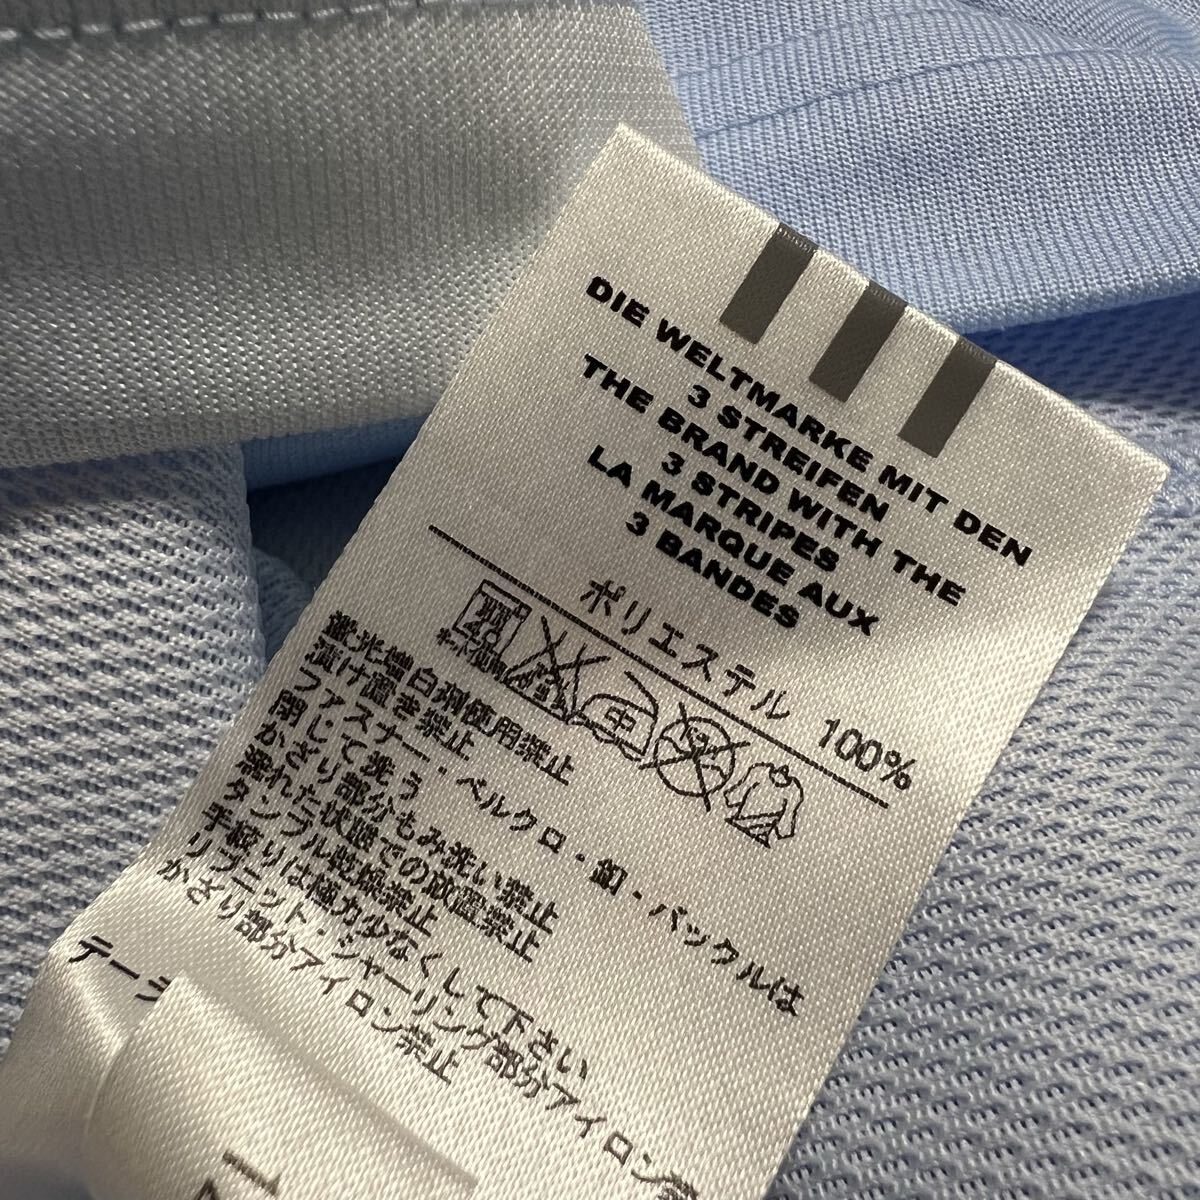 DIE WELTMARKE MIT DEN
3 STREIFEN
THE BRAND WITH THE
3 STRIPES
LA MARQUE AUX
3 BANDES
ポリエステル 100%
40
中
蛍光増白剤使用禁止
漬け置き禁止
ファスナー・ベルクロ・釦・バックルは
閉じて洗う
かざり部分もみ洗い禁止
濡れた状態での放置禁止
タンブル乾燥禁止
手絞りは極力少なくして下さい
リブニット・シャーリング部分アイロン禁
かざり部分アイロン禁止